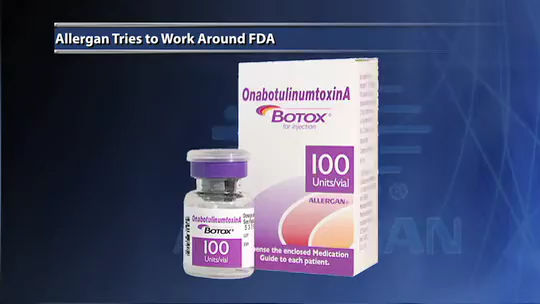 Allergan Tries to Work Around FDA
OnabotulinumtoxinA
BOTOX®
for injection
100
Units/vial
ALLERGAN
pense the enclosed Medication
Guide to each patient.
OnabotulinumtoxinA
BOTOX®
100
Units/vial